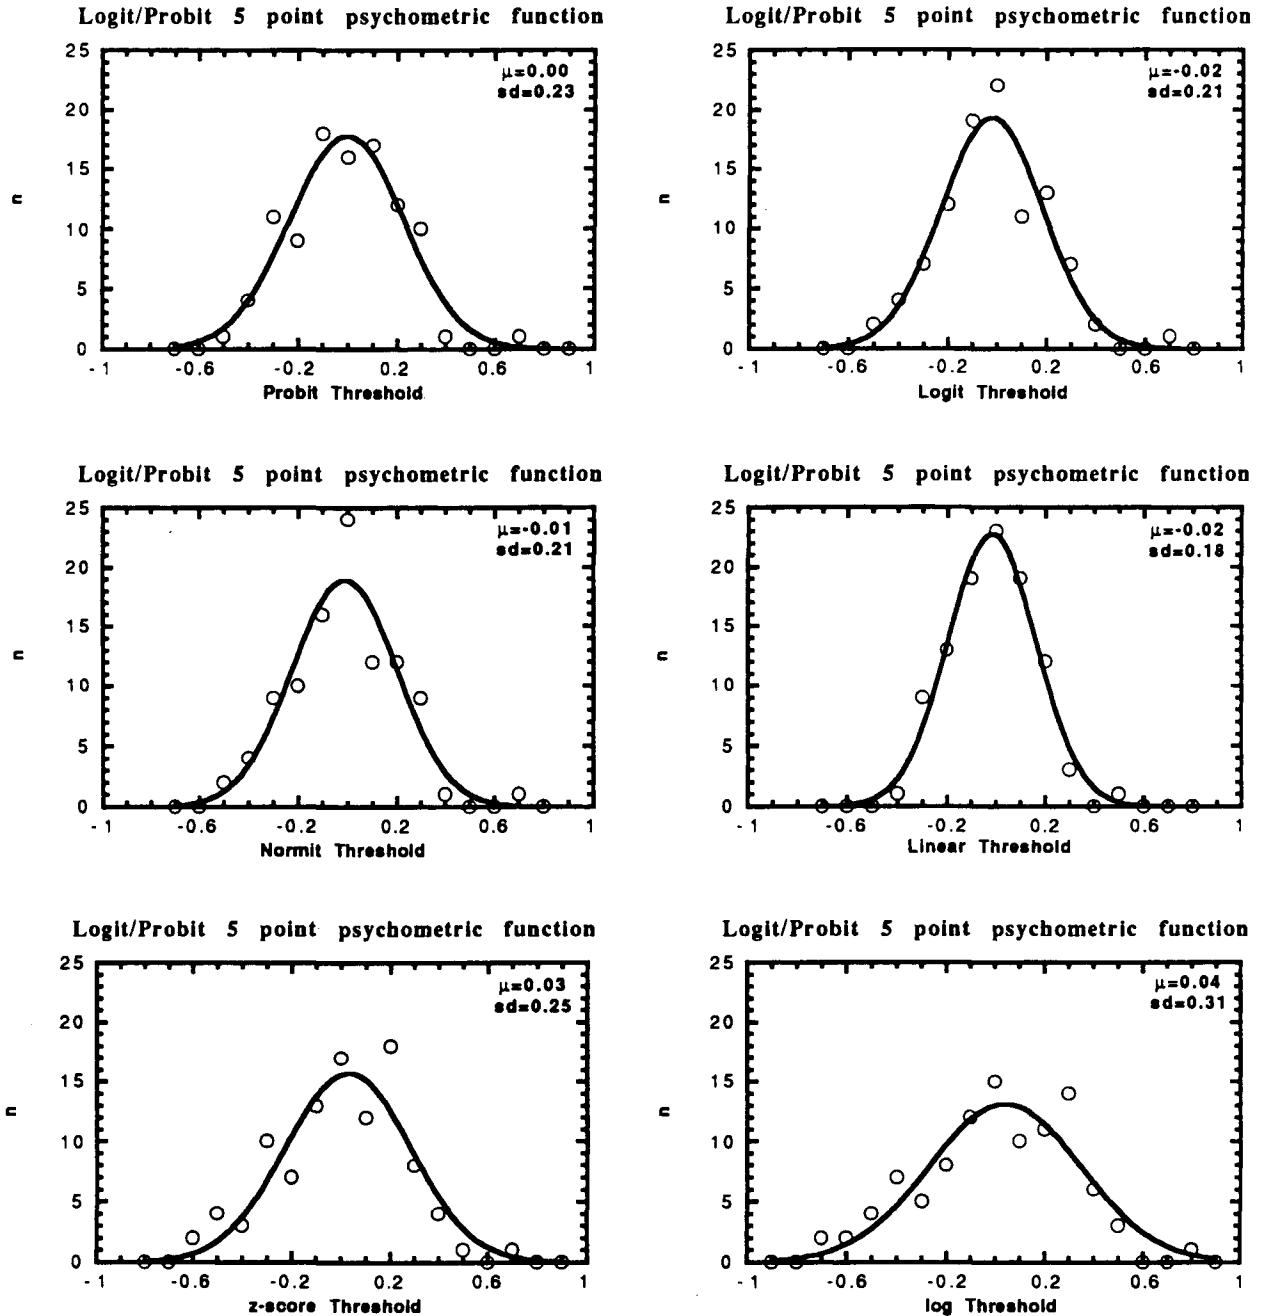 Logit/Probit 5 point psychometric function
25
20
15
10
5
0
n
μ=0.00
sd=0.23
-1 -0.6 -0.2 0.2 0.6 1
Probit Threshold
Logit/Probit 5 point psychometric function
25
20
15
10
5
0
n
μ=-0.02
sd=0.21
-1 -0.6 -0.2 0.2 0.6 1
Logit Threshold
Logit/Probit 5 point psychometric function
25
20
15
10
5
0
n
μ=-0.01
sd=0.21
-1 -0.6 -0.2 0.2 0.6 1
Normit Threshold
Logit/Probit 5 point psychometric function
25
20
15
10
5
0
n
μ=-0.02
sd=0.18
-1 -0.6 -0.2 0.2 0.6 1
Linear Threshold
Logit/Probit 5 point psychometric function
25
20
15
10
5
0
n
μ=0.03
sd=0.25
-1 -0.6 -0.2 0.2 0.6 1
z-score Threshold
Logit/Probit 5 point psychometric function
25
20
15
10
5
0
n
μ=0.04
sd=0.31
-1 -0.6 -0.2 0.2 0.6 1
log Threshold